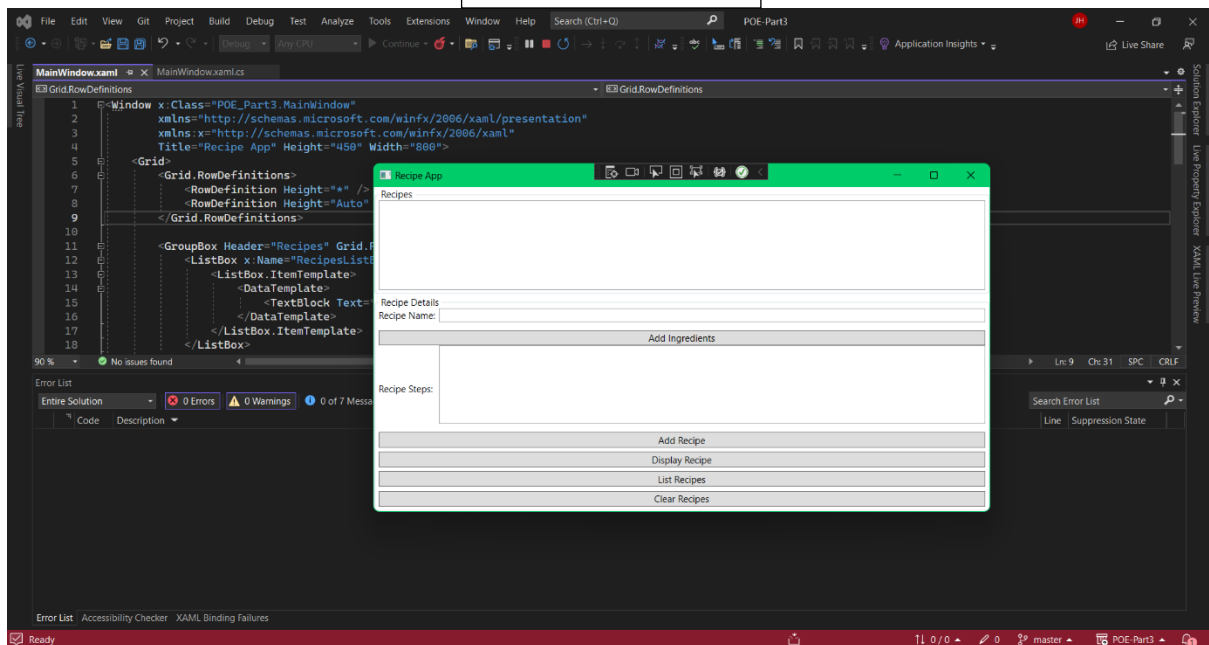 File Edit View Git Project Build Debug Test Analyze Tools Extensions Window Help Search (Ctrl+Q) POE-Part3 JH
Debug Any CPU Continue Application Insights Live Share
MainWindow.xaml MainWindow.xaml.cs
Grid.RowDefinitions Grid.RowDefinitions
1 <Window x:Class="POE_Part3.MainWindow"
2 xmlns="http://schemas.microsoft.com/winfx/2006/xaml/presentation"
3 xmlns:x="http://schemas.microsoft.com/winfx/2006/xaml"
4 Title="Recipe App" Height="450" Width="800">
5 <Grid>
6 <Grid.RowDefinitions>
7 <RowDefinition Height="*" />
8 <RowDefinition Height="Auto"
9 </Grid.RowDefinitions>
10
11 <GroupBox Header="Recipes" Grid.
12 <ListBox x:Name="RecipesList
13 <ListBox.ItemTemplate>
14 <DataTemplate>
15 <TextBlock Text=
16 </DataTemplate>
17 </ListBox.ItemTemplate>
18 </ListBox>
90 % No issues found Ln: 9 Ch: 31 SPC CRLF
Live Visual Tree
Solution Explorer
Live Property Explorer
XAML Live Preview
Recipe App
Recipes
Recipe Details
Recipe Name:
Add Ingredients
Recipe Steps:
Add Recipe
Display Recipe
List Recipes
Clear Recipes
Error List
Entire Solution 0 Errors 0 Warnings 0 of 7 Messa Search Error List
Code Description Line Suppression State
Error List Accessibility Checker XAML Binding Failures
Ready 0 / 0 0 master POE-Part3